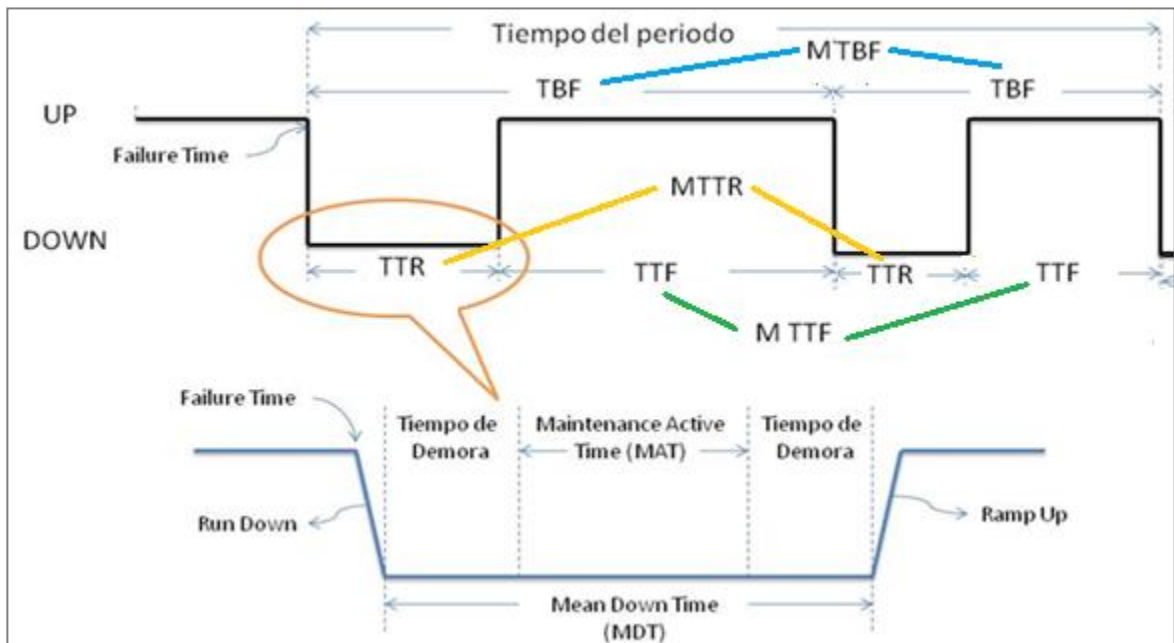 Tiempo del periodo
M TBF
TBF
TBF
UP
Failure Time
MTTR
DOWN
TTR
TTF
TTR
TTF
M TTF
Failure Time
Tiempo de
Demora
Maintenance Active
Time (MAT)
Tiempo de
Demora
Run Down
Ramp Up
Mean Down Time
(MDT)